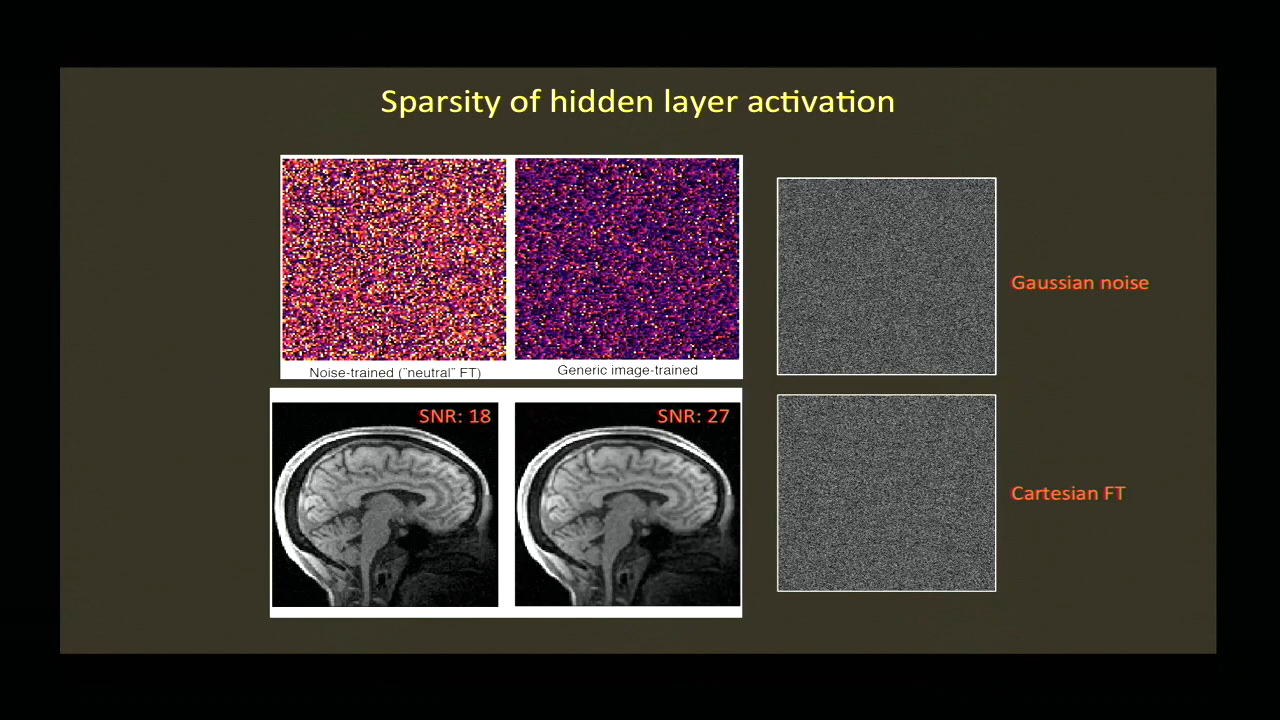 Sparsity of hidden layer activation
Noise-trained ("neutral" FT)
Generic image-trained
Gaussian noise
SNR: 18
SNR: 27
Cartesian FT